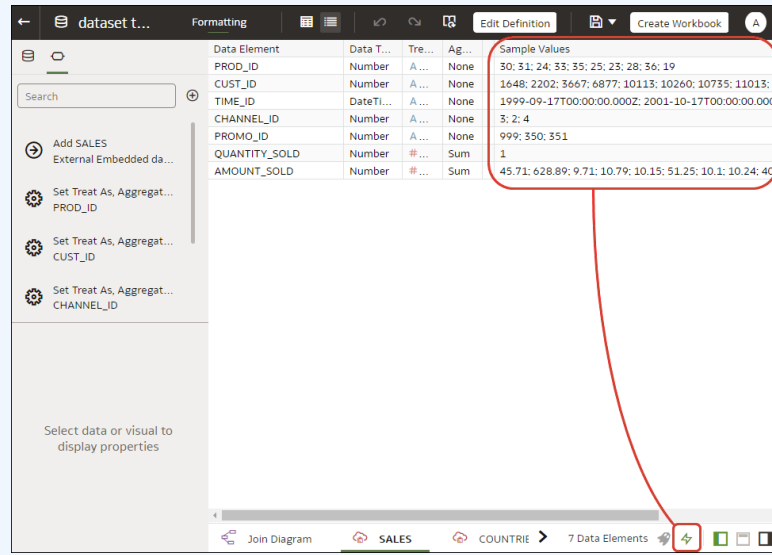 dataset t...
Formatting
Edit Definition
Create Workbook
A
Search
Add SALES
External Embedded da...
Set Treat As, Aggregat...
PROD_ID
Set Treat As, Aggregat...
CUST_ID
Set Treat As, Aggregat...
CHANNEL_ID
Select data or visual to
display properties
Data Element Data T... Tre... Ag... Sample Values
PROD_ID Number A ... None 30; 31; 24; 33; 35; 25; 23; 28; 36; 19
CUST_ID Number A ... None 1648; 2202; 3667; 6877; 10113; 10260; 10735; 11013;
TIME_ID DateTi... A ... None 1999-09-17T00:00:00.000Z; 2001-10-17T00:00:00.000
CHANNEL_ID Number A ... None 3; 2; 4
PROMO_ID Number A ... None 999; 350; 351
QUANTITY_SOLD Number # ... Sum 1
AMOUNT_SOLD Number # ... Sum 45.71; 628.89; 9.71; 10.79; 10.15; 51.25; 10.1; 10.24; 40
Join Diagram SALES COUNTRIE 7 Data Elements